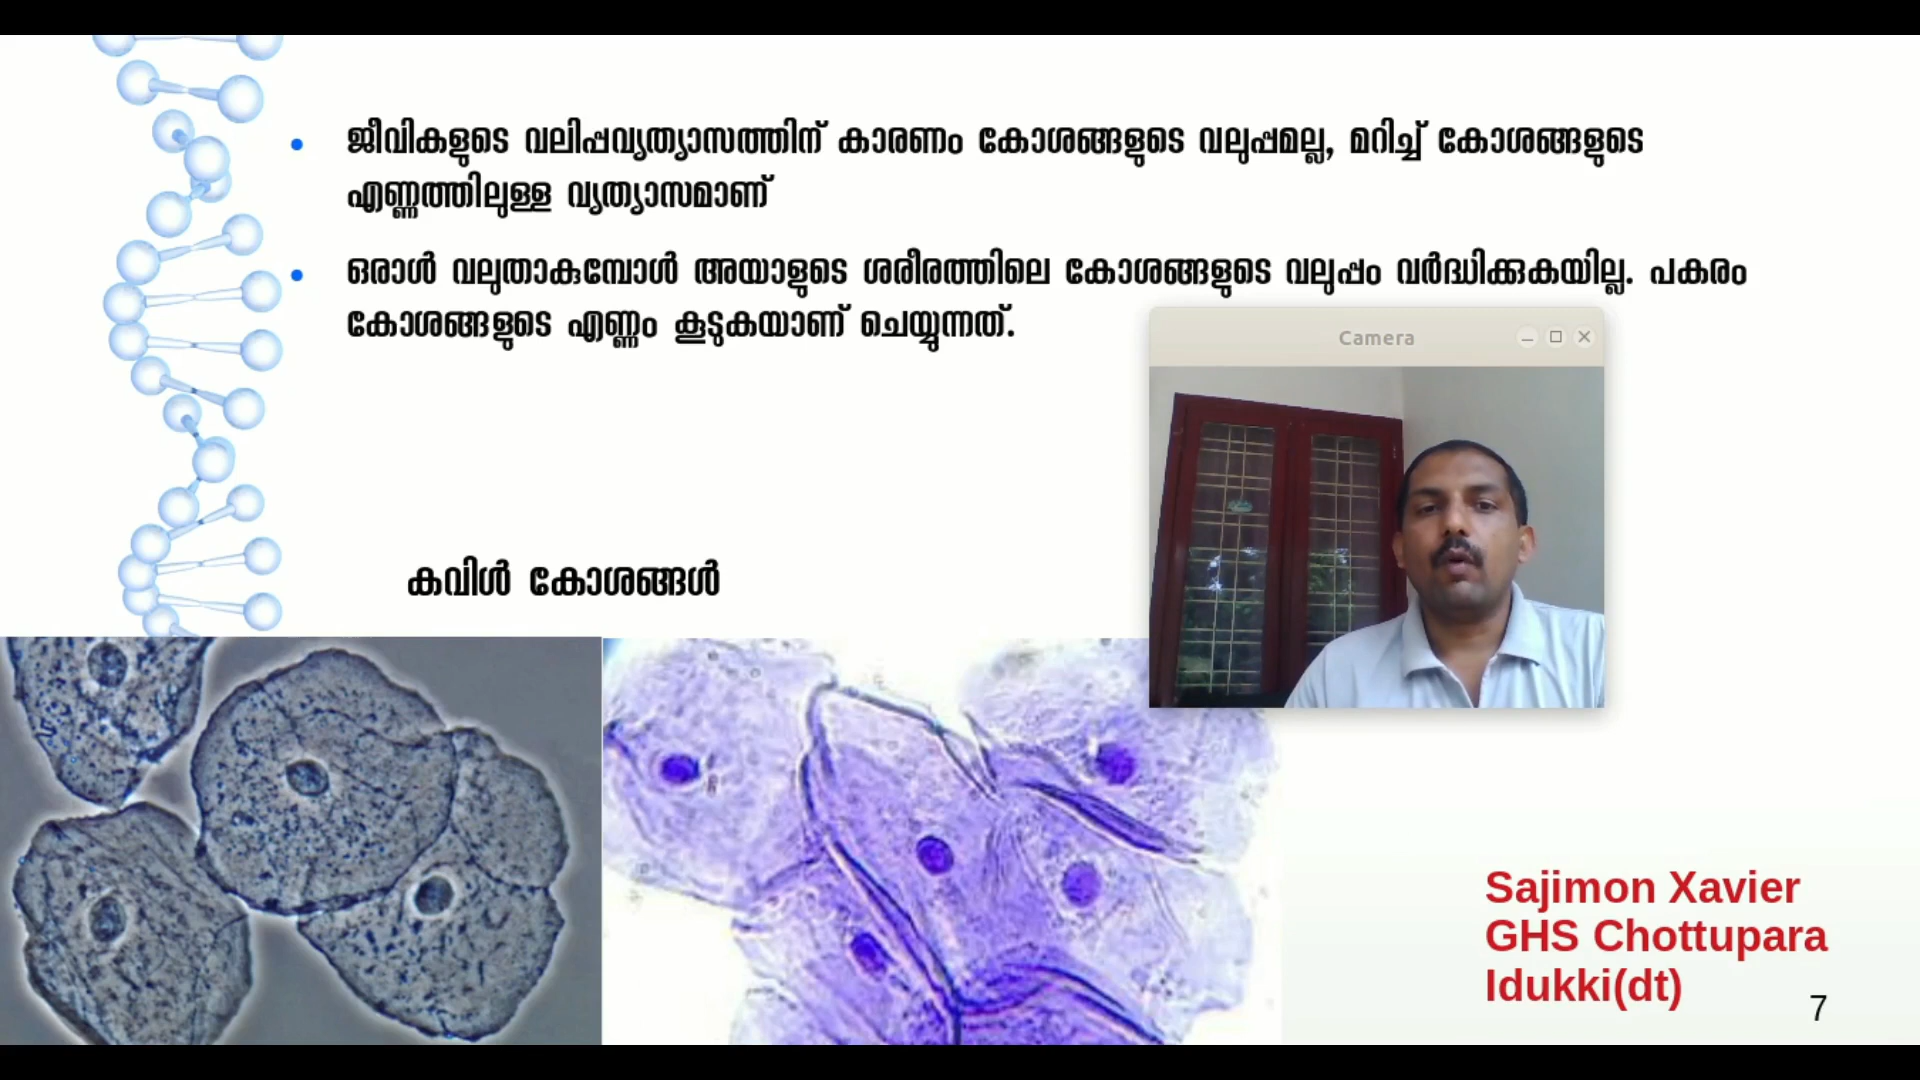 ജീവികളുടെ വലിപ്പവ്യത്യാസത്തിന് കാരണം കോശങ്ങളുടെ വലുപ്പമല്ല, മറിച്ച് കോശങ്ങളുടെ
എണ്ണത്തിലുള്ള വ്യത്യാസമാണ്
ഒരാൾ വലുതാകുമ്പോൾ അയാളുടെ ശരീരത്തിലെ കോശങ്ങളുടെ വലുപ്പം വർദ്ധിക്കുകയില്ല. പകരം
കോശങ്ങളുടെ എണ്ണം കൂടുകയാണ് ചെയ്യുന്നത്.
Camera
കവിൾ കോശങ്ങൾ
Sajimon Xavier
GHS Chottupara
Idukki(dt)
7